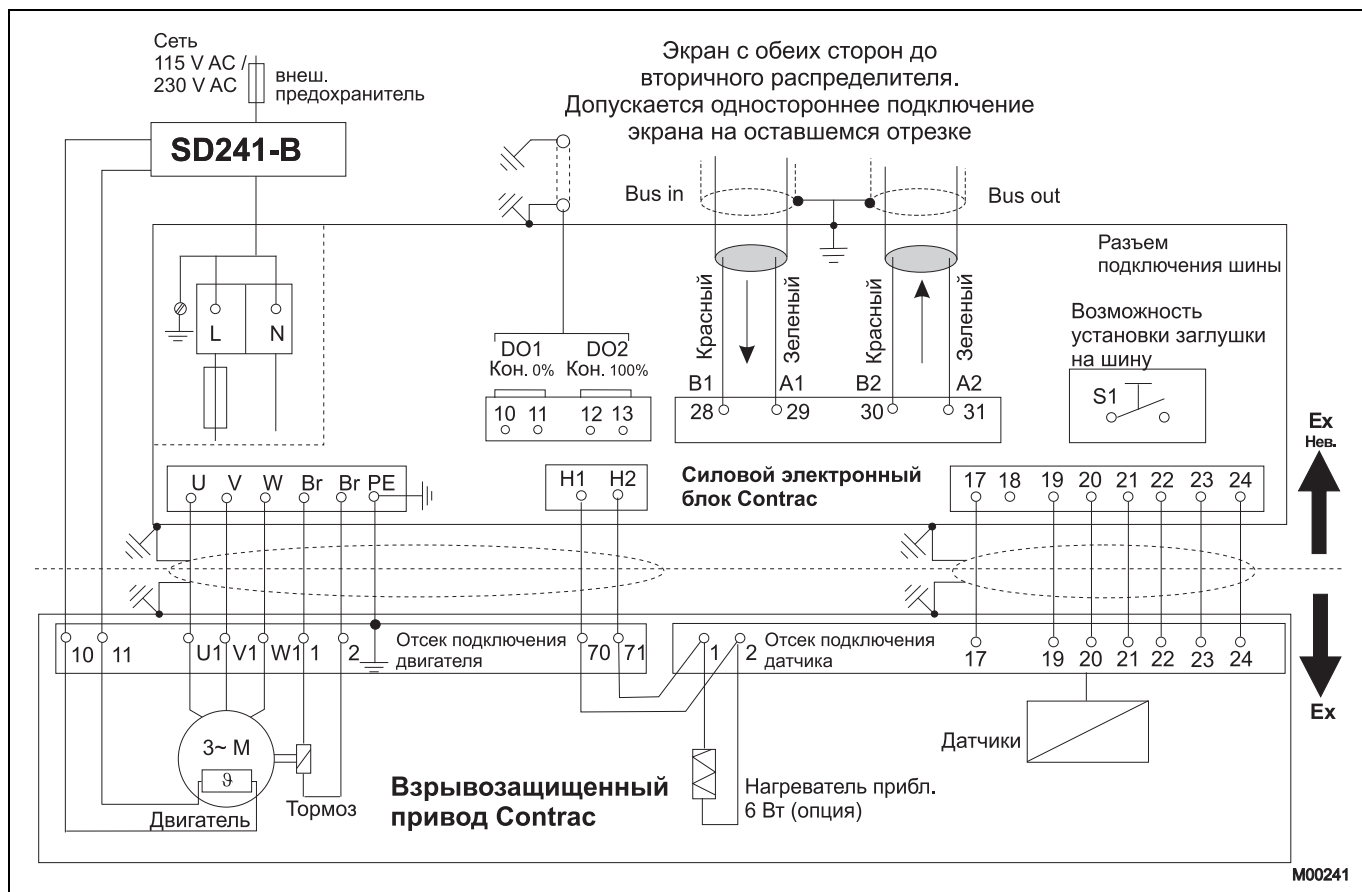 Сеть
115 V AC /
230 V AC
внеш.
предохранитель
SD241-B
Экран с обеих сторон до
вторичного распределителя.
Допускается одностороннее подключение
экрана на оставшемся отрезке
Bus in
Bus out
Разъем
подключения шины
Возможность
установки заглушки
на шину
S1
L N
DO1 DO2
Кон. 0% Кон. 100%
10 11 12 13
Красный
Зеленый
Красный
Зеленый
B1 A1 B2 A2
28 29 30 31
Ex
Нев.
Силовой электронный
блок Contrac
U V W Br Br PE
H1 H2
17 18 19 20 21 22 23 24
10 11 U1 V1 W1 1 2
Отсек подключения
двигателя
70 71
1 2
Отсек подключения
датчика
17 19 20 21 22 23 24
Ex
3~ M
ϑ
Двигатель
Тормоз
Взрывозащищенный
привод Contrac
Нагреватель прибл.
6 Вт (опция)
Датчики
M00241